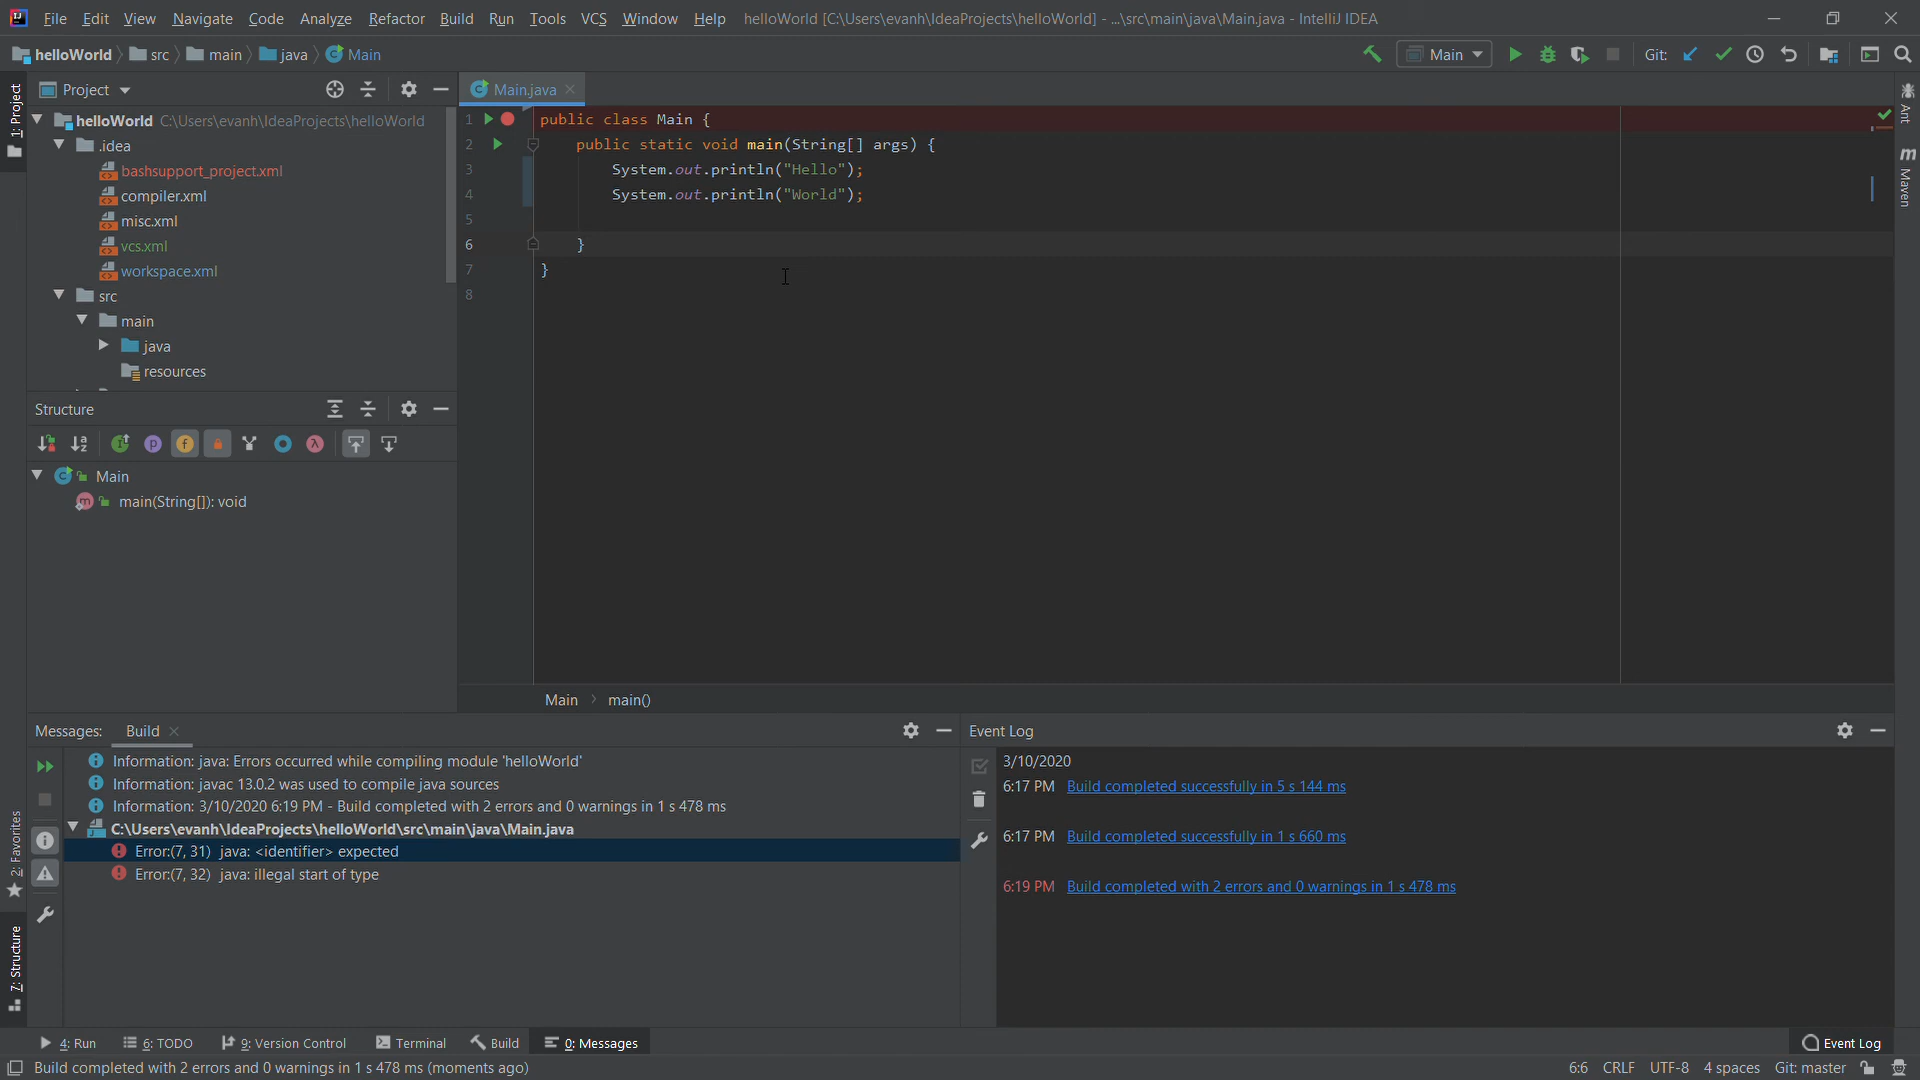 File Edit View Navigate Code Analyze Refactor Build Run Tools VCS Window Help helloWorld [C:\Users\evanh\IdeaProjects\helloWorld] - ...\src\main\java\Main.java - IntelliJ IDEA
helloWorld src main java Main Main Git:
1: Project
Project
Main.java
helloWorld C:\Users\evanh\IdeaProjects\helloWorld
.idea
bashsupport_project.xml
compiler.xml
misc.xml
vcs.xml
workspace.xml
src
main
java
resources
1 public class Main {
2 public static void main(String[] args) {
3 System.out.println("Hello");
4 System.out.println("World");
5
6 }
7 }
8
Ant
Maven
Structure
Main
main(String[]): void
Main main()
Messages: Build
Information: java: Errors occurred while compiling module 'helloWorld'
Information: javac 13.0.2 was used to compile java sources
Information: 3/10/2020 6:19 PM - Build completed with 2 errors and 0 warnings in 1 s 478 ms
C:\Users\evanh\IdeaProjects\helloWorld\src\main\java\Main.java
Error:(7, 31) java: <identifier> expected
Error:(7, 32) java: illegal start of type
Event Log
3/10/2020
6:17 PM Build completed successfully in 5 s 144 ms
6:17 PM Build completed successfully in 1 s 660 ms
6:19 PM Build completed with 2 errors and 0 warnings in 1 s 478 ms
2: Favorites
7: Structure
4: Run 6: TODO 9: Version Control Terminal Build 0: Messages Event Log
Build completed with 2 errors and 0 warnings in 1 s 478 ms (moments ago) 6:6 CRLF UTF-8 4 spaces Git: master